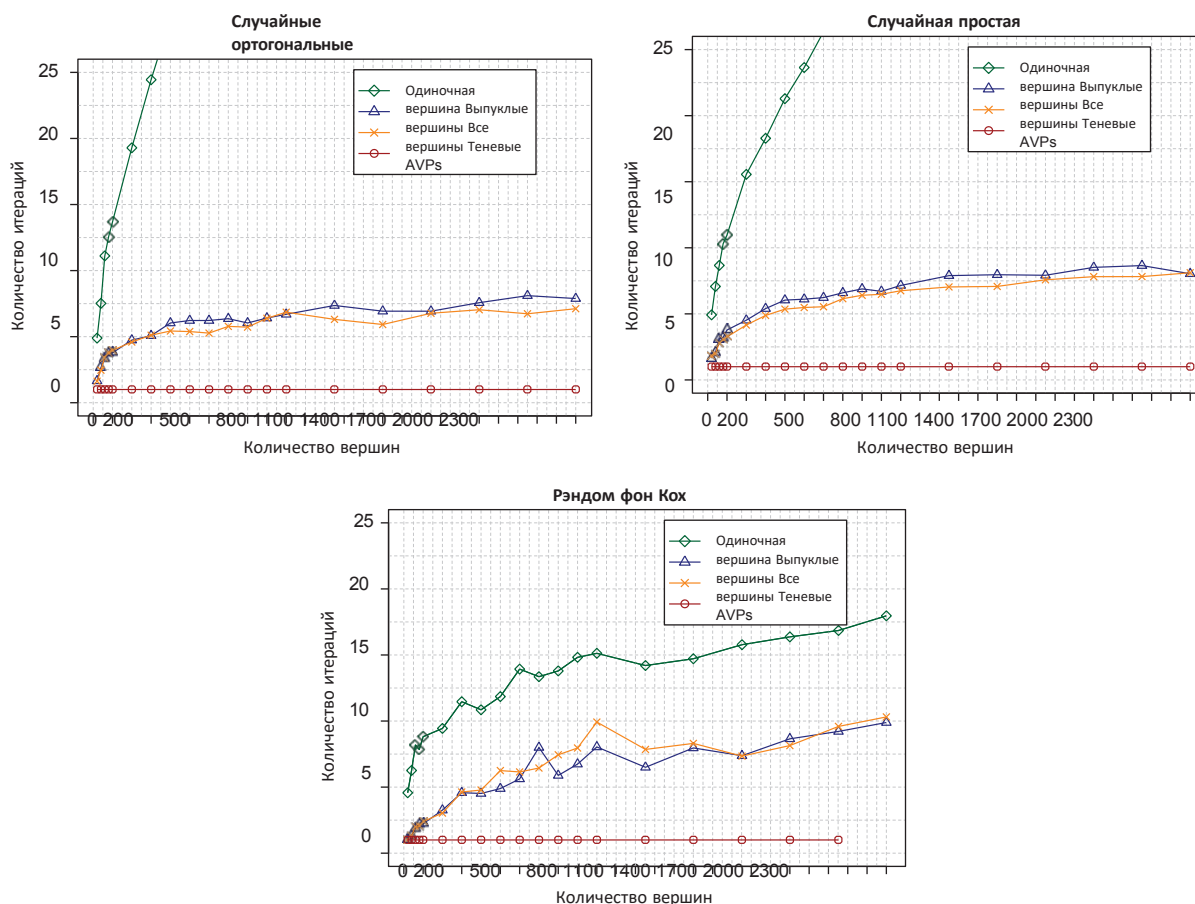 Случайные
ортогональные
25
20
15
10
5
0
Количество итераций
Одиночная
вершина Выпуклые
вершины Все
вершины Теневые
AVPs
0 200 500 800 1100 1400 1700 2000 2300
Количество вершин
Случайная простая
25
20
15
10
5
0
Количество итераций
Одиночная
вершина Выпуклые
вершины Все
вершины Теневые
AVPs
0 200 500 800 1100 1400 1700 2000 2300
Количество вершин
Рэндом фон Кох
25
20
15
10
5
0
Количество итераций
Одиночная
вершина Выпуклые
вершины Все
вершины Теневые
AVPs
0 200 500 800 1100 1400 1700 2000 2300
Количество вершин